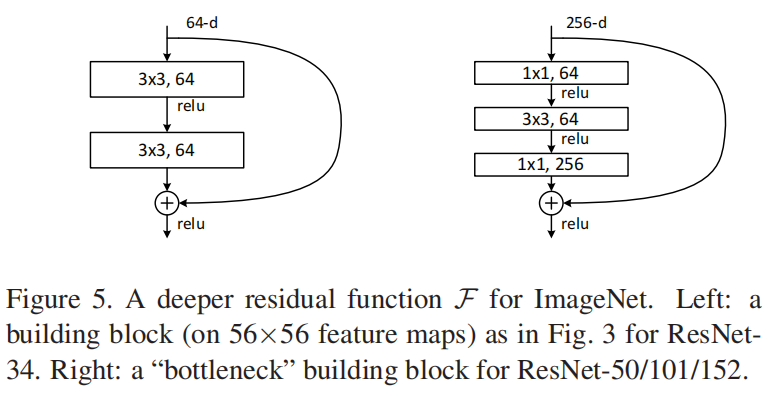 64-d
3x3, 64
relu
3x3, 64
+
relu
256-d
1x1, 64
relu
3x3, 64
relu
1x1, 256
+
relu
Figure 5. A deeper residual function F for ImageNet. Left: a
building block (on 56×56 feature maps) as in Fig. 3 for ResNet-
34. Right: a “bottleneck” building block for ResNet-50/101/152.